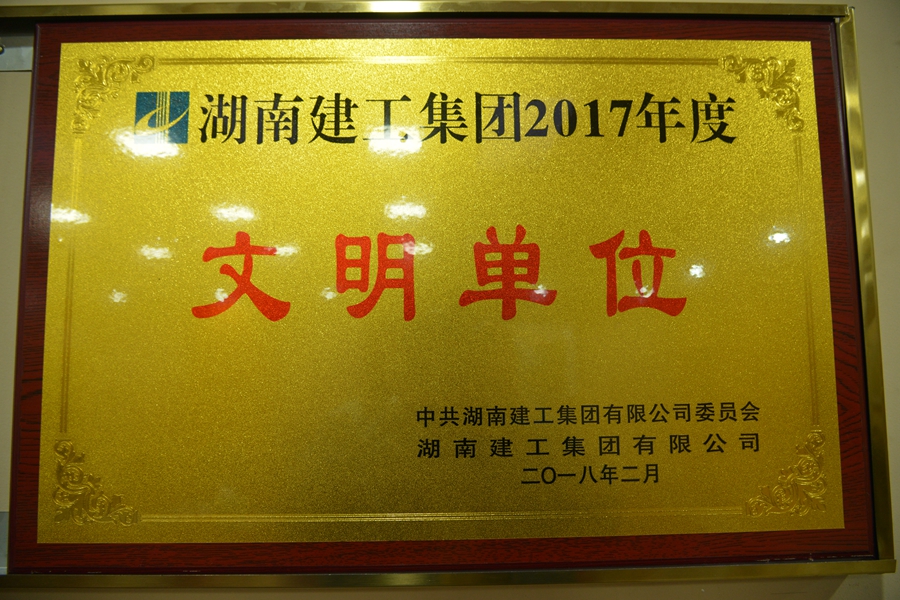 湖南建工集团2017年度
文明单位
中共湖南建工集团有限公司委员会
湖南建工集团有限公司
二〇一八年二月